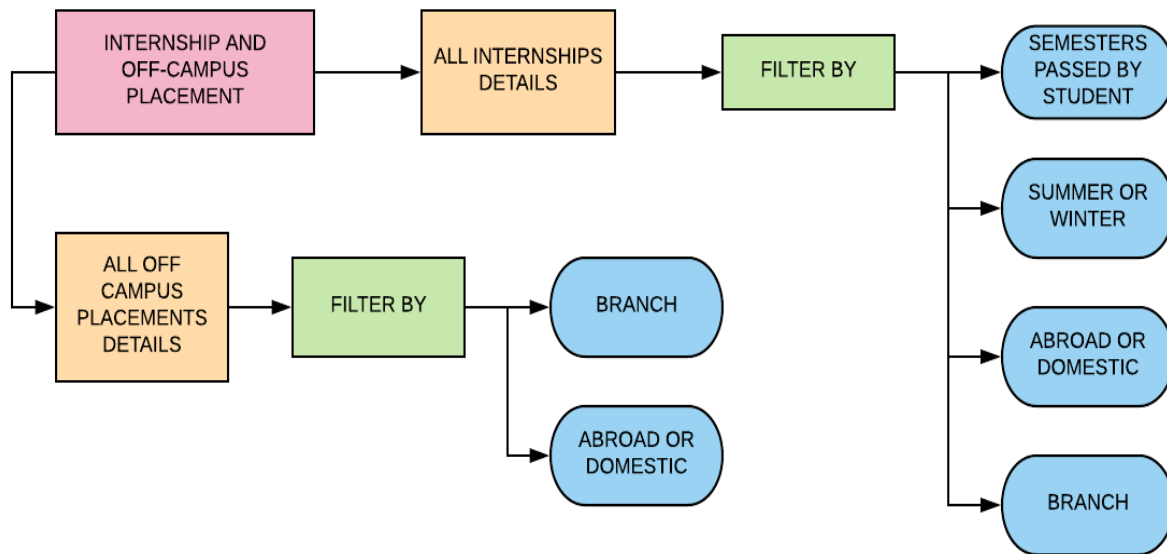 INTERNSHIP AND
OFF-CAMPUS
PLACEMENT
ALL INTERNSHIPS
DETAILS
FILTER BY
SEMESTERS
PASSED BY
STUDENT
SUMMER OR
WINTER
ABROAD OR
DOMESTIC
BRANCH
ALL OFF
CAMPUS
PLACEMENTS
DETAILS
FILTER BY
BRANCH
ABROAD OR
DOMESTIC